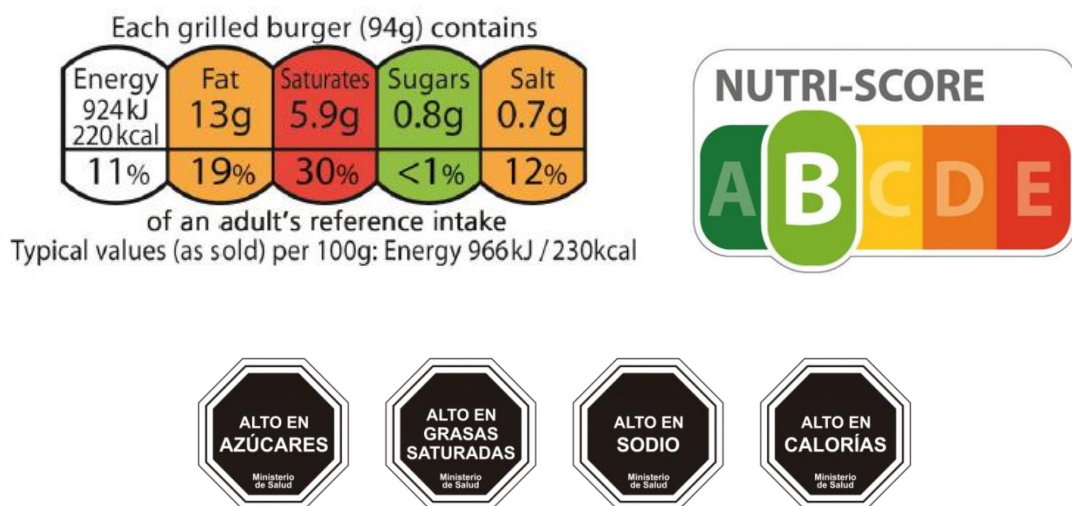 Each grilled burger (94g) contains
Energy
924kJ
220kcal
11%
Fat
13g
19%
Saturates
5.9g
30%
Sugars
0.8g
<1%
Salt
0.7g
12%
of an adult's reference intake
Typical values (as sold) per 100g: Energy 966kJ / 230kcal
NUTRI-SCORE
A B C D E
ALTO EN
AZÚCARES
Ministerio
de Salud
ALTO EN
GRASAS
SATURADAS
Ministerio
de Salud
ALTO EN
SODIO
Ministerio
de Salud
ALTO EN
CALORÍAS
Ministerio
de Salud